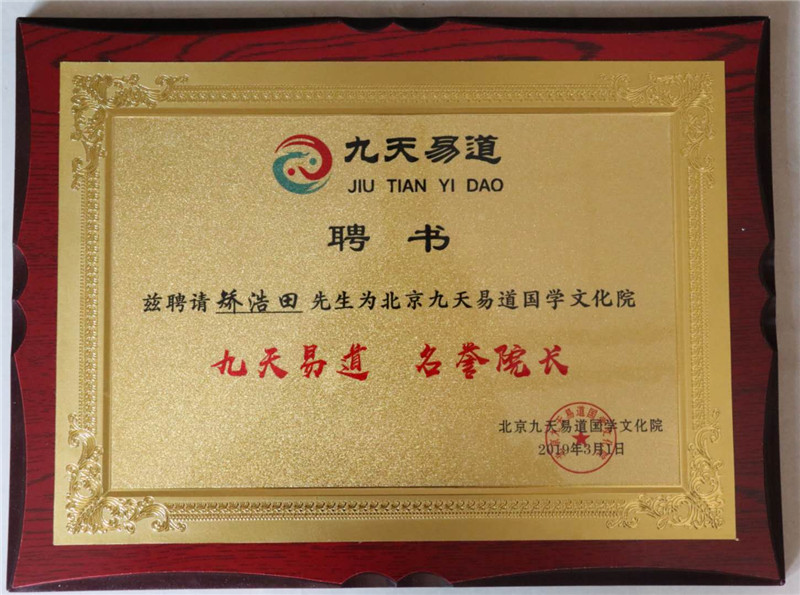 九天易道
JIU TIAN YI DAO
聘 书
兹聘请 矫浩田 先生为北京九天易道国学文化院
九天易道 名誉院长
北京九天易道国学文化院
2019年3月1日